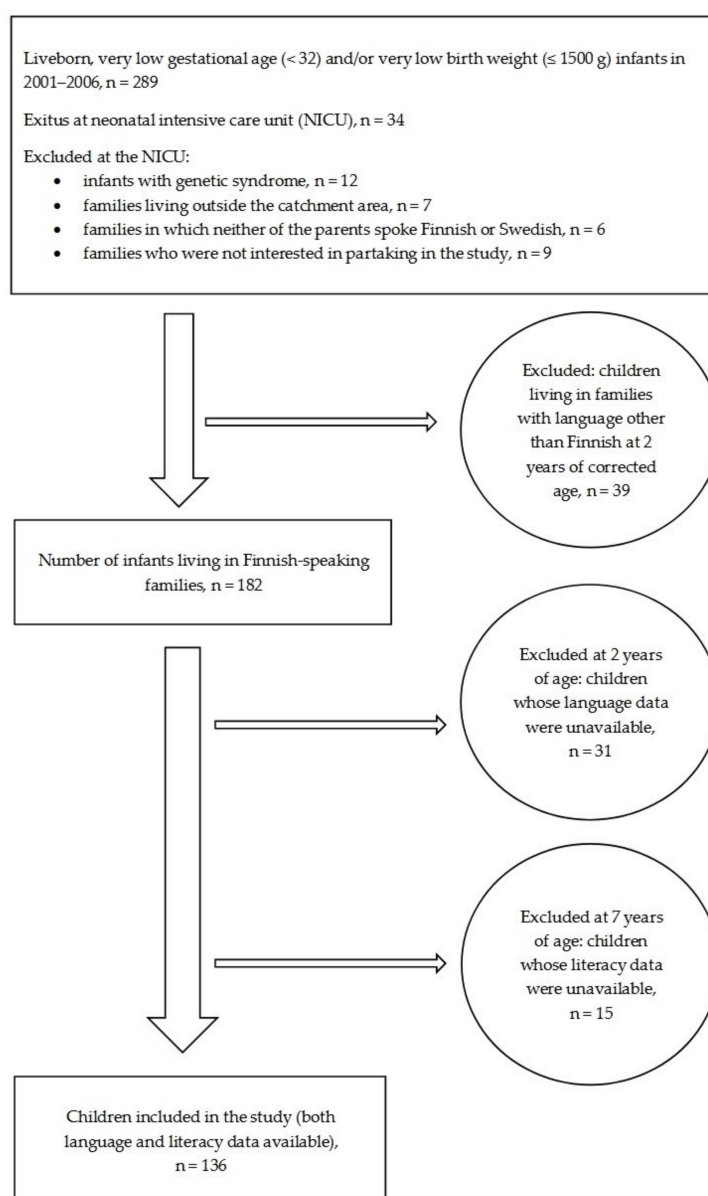 Liveborn, very low gestational age (< 32) and/or very low birth weight (≤ 1500 g) infants in
2001–2006, n = 289
Exitus at neonatal intensive care unit (NICU), n = 34
Excluded at the NICU:
• infants with genetic syndrome, n = 12
• families living outside the catchment area, n = 7
• families in which neither of the parents spoke Finnish or Swedish, n = 6
• families who were not interested in partaking in the study, n = 9
Excluded: children
living in families
with language other
than Finnish at 2
years of corrected
age, n = 39
Number of infants living in Finnish-speaking
families, n = 182
Excluded at 2 years
of age: children
whose language data
were unavailable,
n = 31
Excluded at 7 years
of age: children
whose literacy data
were unavailable,
n = 15
Children included in the study (both
language and literacy data available),
n = 136